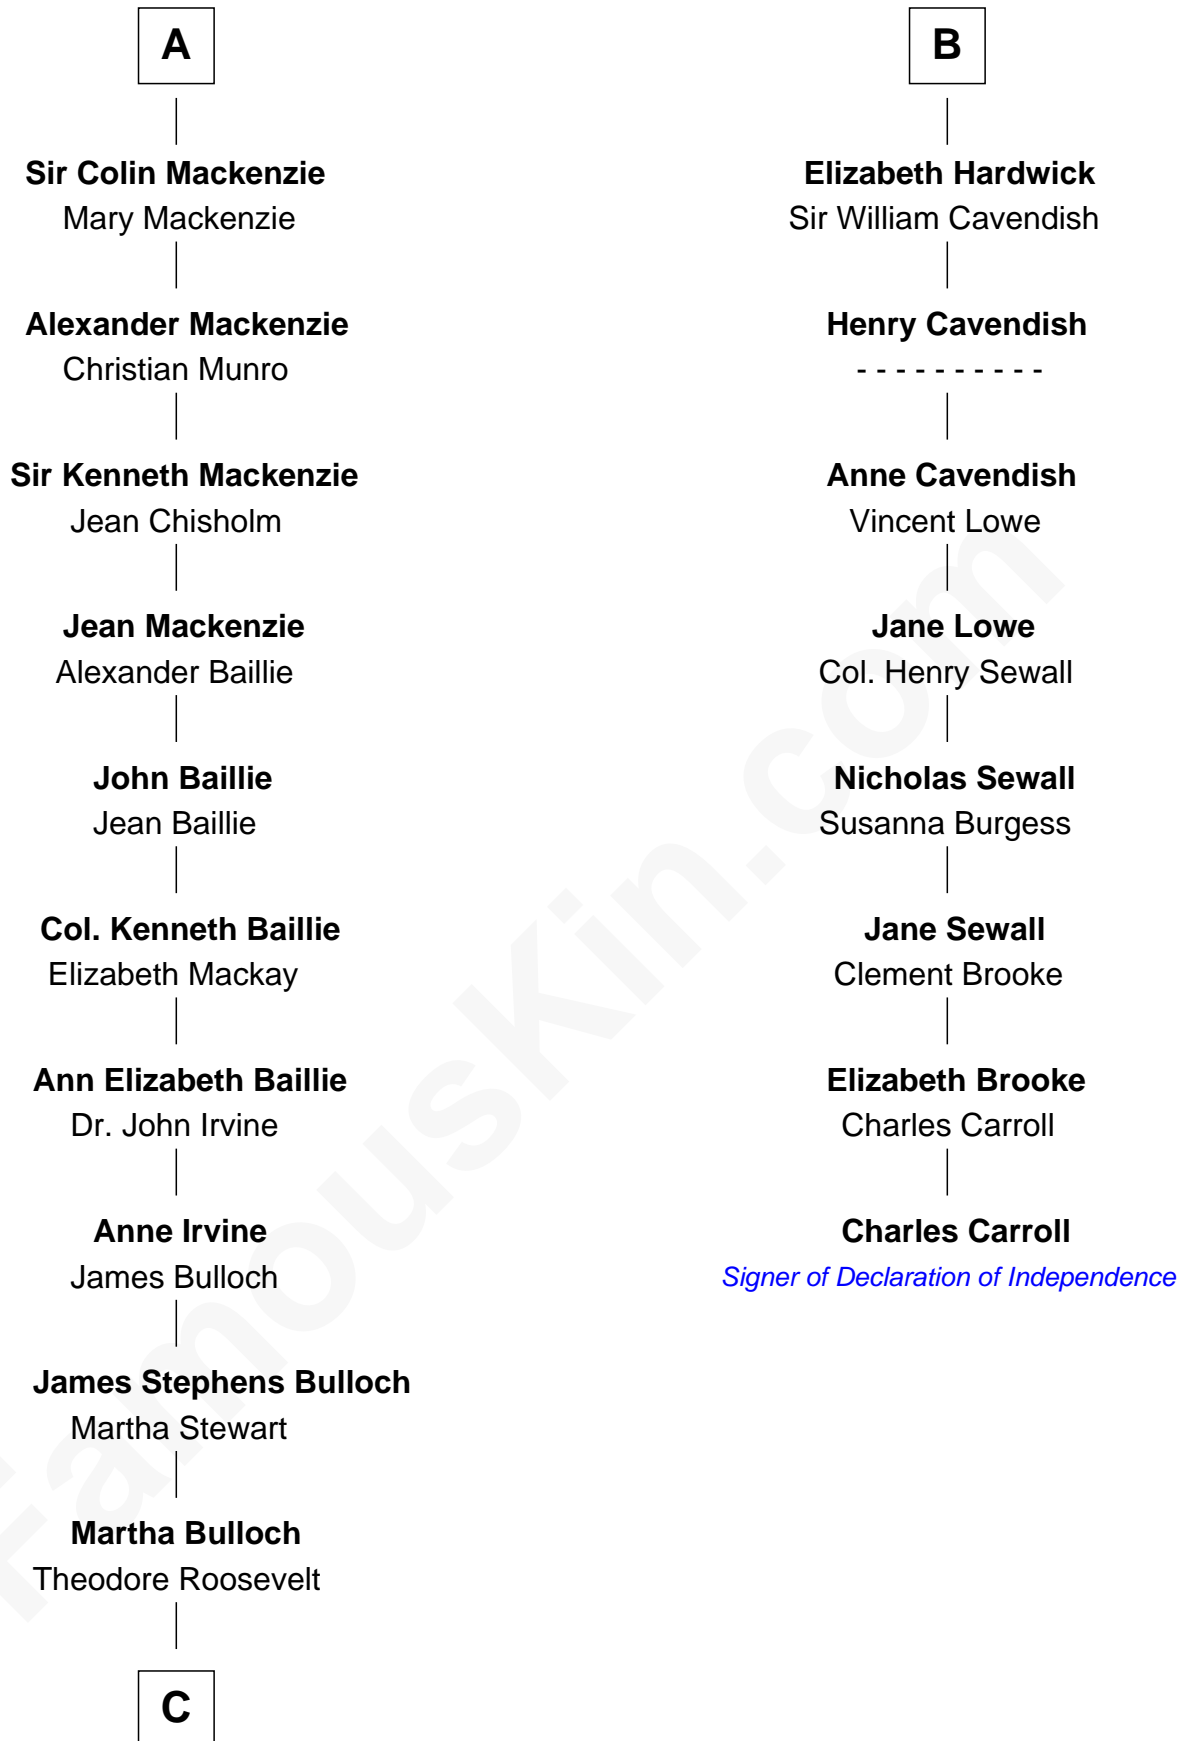 A
Sir Colin Mackenzie
Mary Mackenzie
Alexander Mackenzie
Christian Munro
Sir Kenneth Mackenzie
Jean Chisholm
Jean Mackenzie
Alexander Baillie
John Baillie
Jean Baillie
Col. Kenneth Baillie
Elizabeth Mackay
Ann Elizabeth Baillie
Dr. John Irvine
Anne Irvine
James Bulloch
James Stephens Bulloch
Martha Stewart
Martha Bulloch
Theodore Roosevelt
C
B
Elizabeth Hardwick
Sir William Cavendish
Henry Cavendish
- - - - - - - - - -
Anne Cavendish
Vincent Lowe
Jane Lowe
Col. Henry Sewall
Nicholas Sewall
Susanna Burgess
Jane Sewall
Clement Brooke
Elizabeth Brooke
Charles Carroll
Charles Carroll
Signer of Declaration of Independence
FamousKin.com